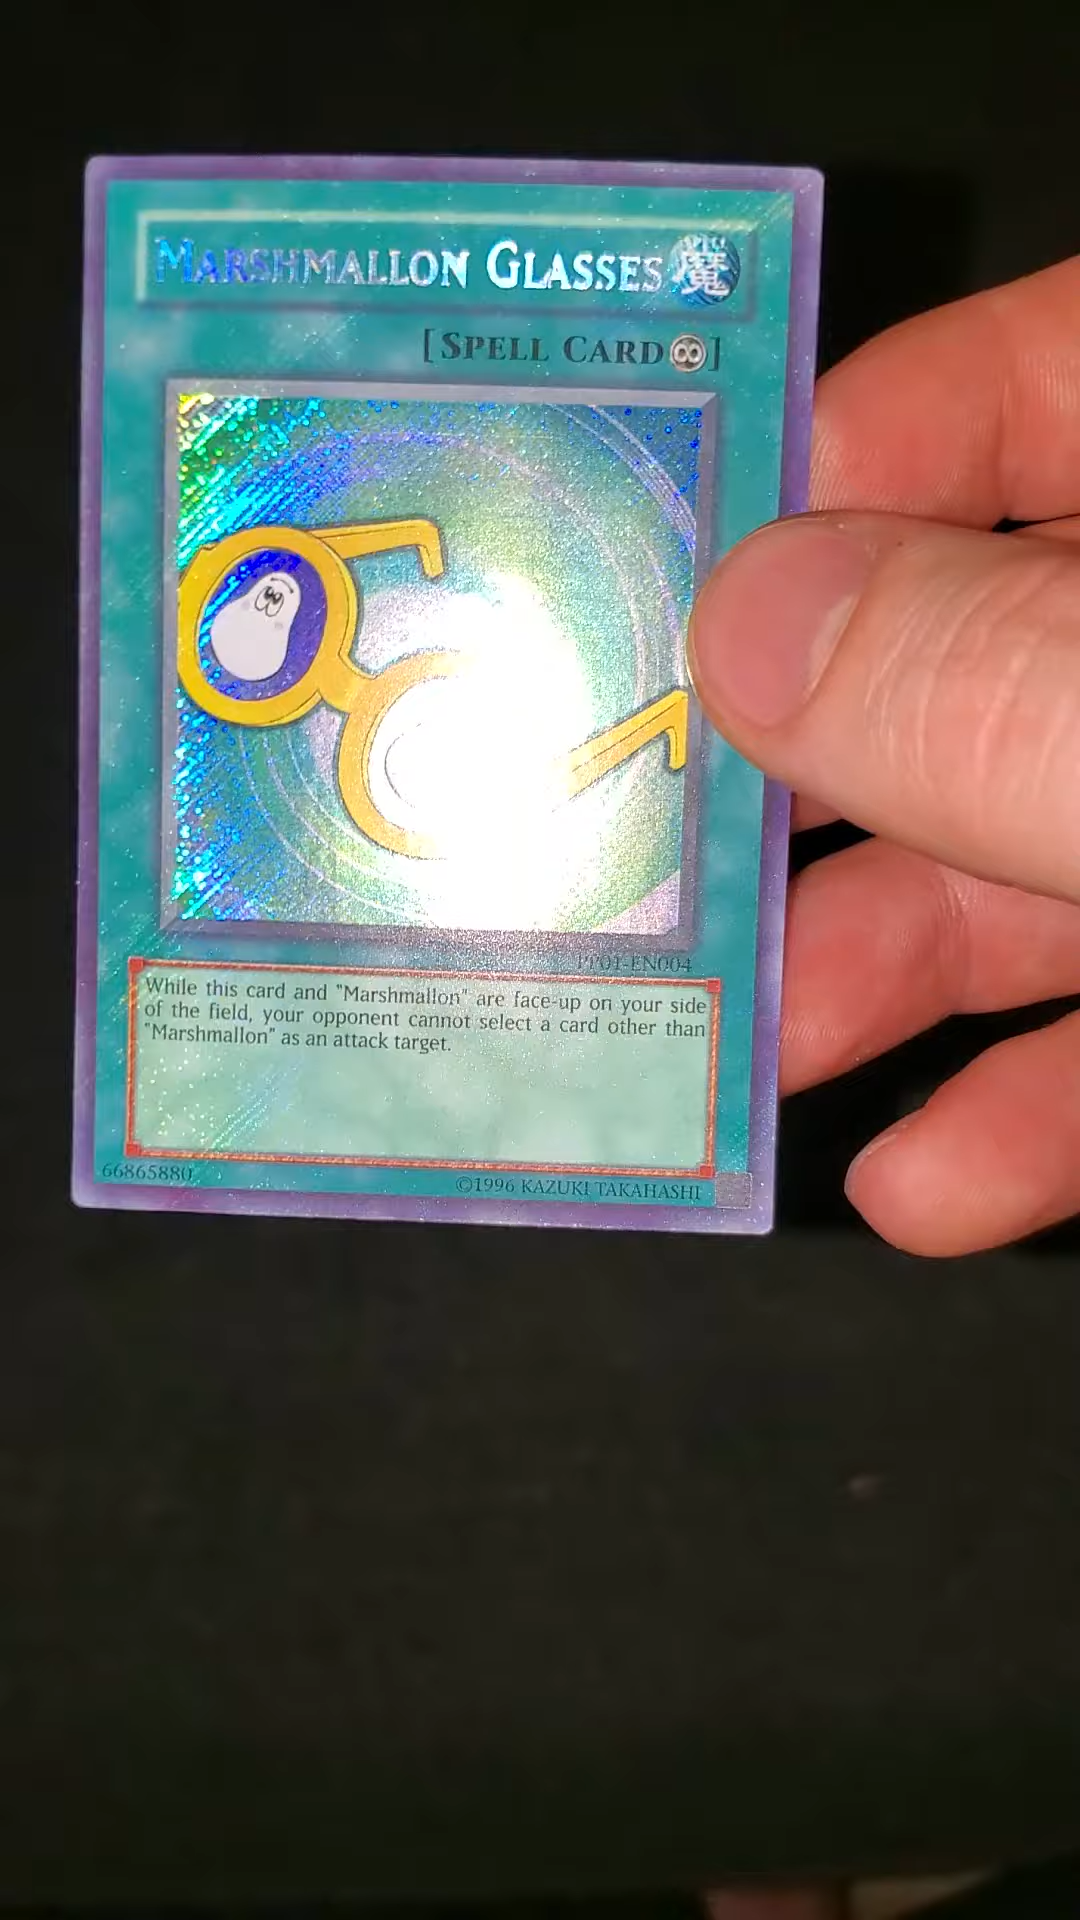 MARSHMALLON GLASSES 魔
[SPELL CARD∞]
PP01-EN004
While this card and "Marshmallon" are face-up on your side
of the field, your opponent cannot select a card other than
"Marshmallon" as an attack target.
66865880
©1996 KAZUKI TAKAHASHI